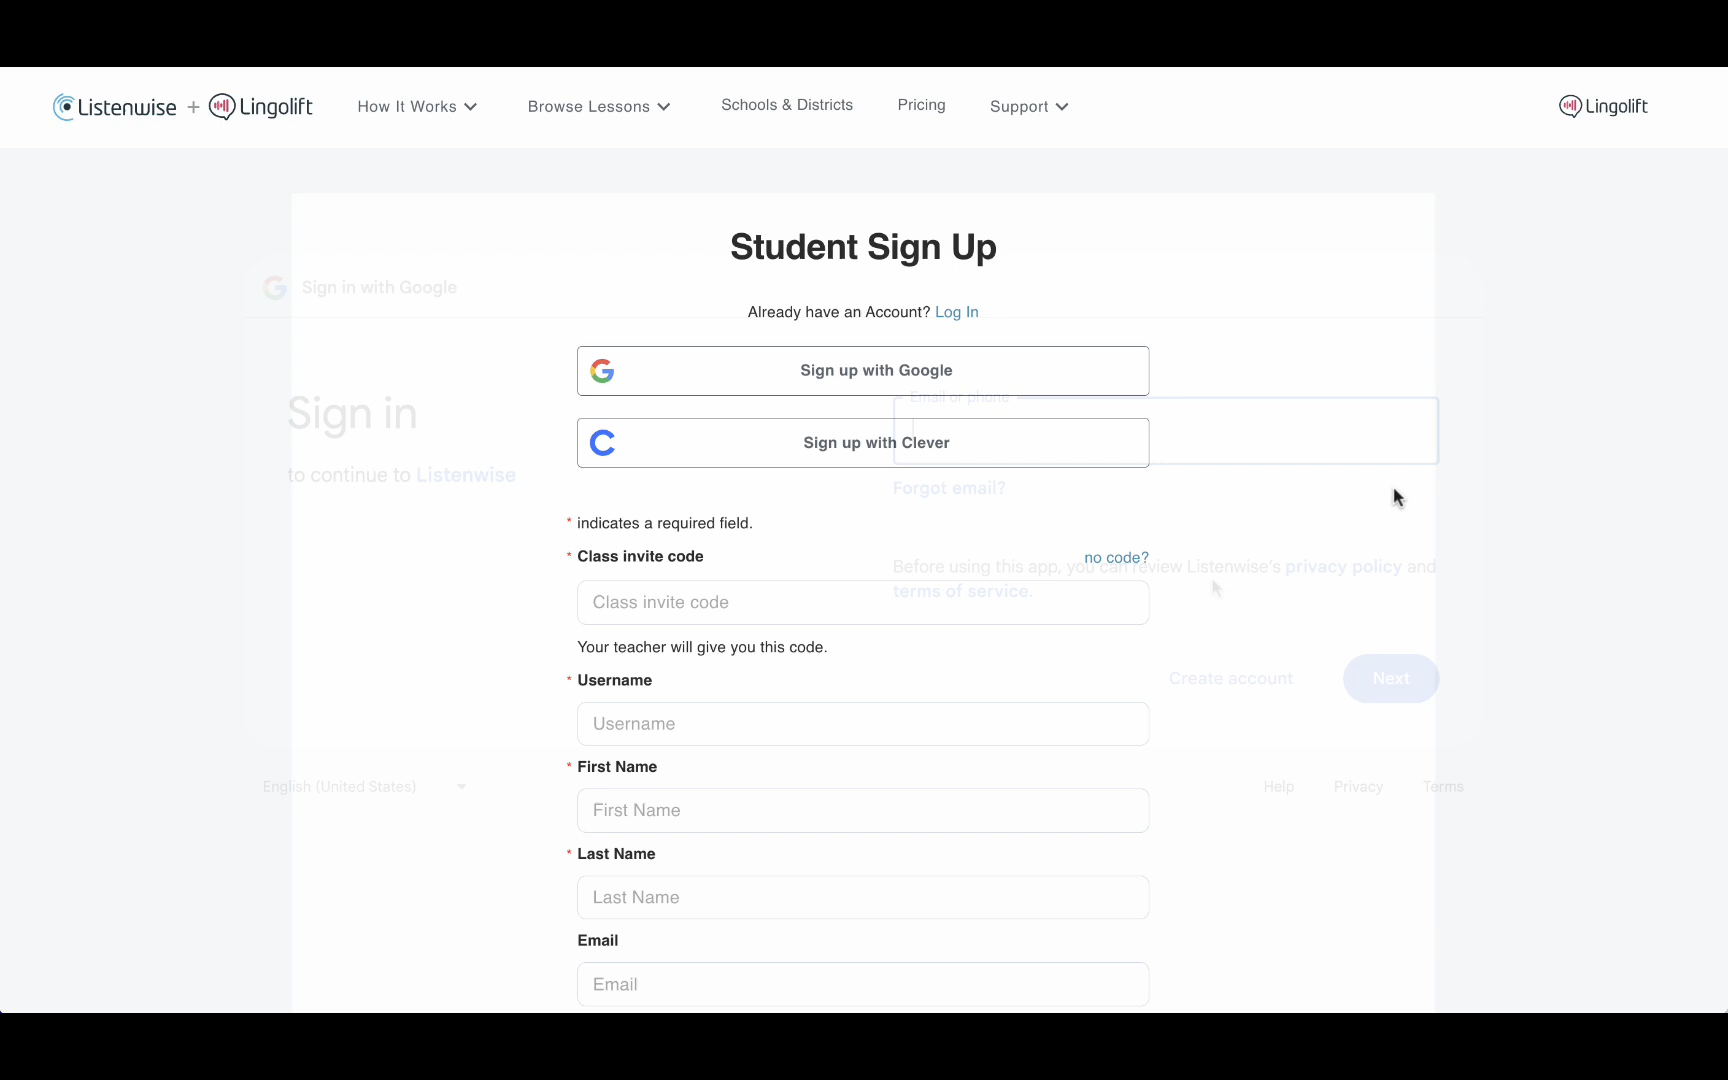 Listenwise + Lingolift How It Works Browse Lessons Schools & Districts Pricing Support Lingolift
Student Sign Up
Sign in with Google
Already have an Account? Log In
Sign up with Google
Email or phone
Sign in
Sign up with Clever
to continue to Listenwise
Forgot email?
* indicates a required field.
* Class invite code no code?
Before using this app, you can review Listenwise's privacy policy and
terms of service.
Class invite code
Your teacher will give you this code.
* Username
Create account Next
Username
* First Name
English (United States) Help Privacy Terms
First Name
* Last Name
Last Name
Email
Email